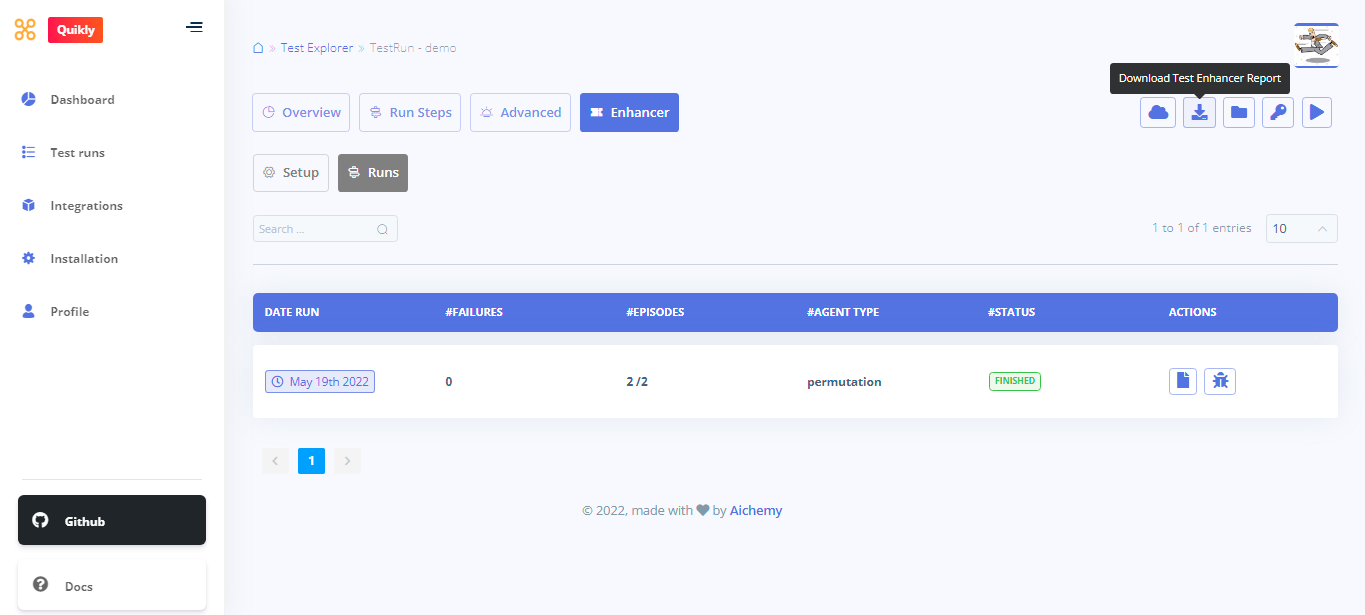 Quikly
Dashboard
Test runs
Integrations
Installation
Profile
Github
Docs
Test Explorer » TestRun - demo
Download Test Enhancer Report
Overview Run Steps Advanced Enhancer
Setup Runs
Search ... 1 to 1 of 1 entries 10
DATE RUN #FAILURES #EPISODES #AGENT TYPE #STATUS ACTIONS
May 19th 2022 0 2 /2 permutation FINISHED
1
© 2022, made with ♥ by Aichemy